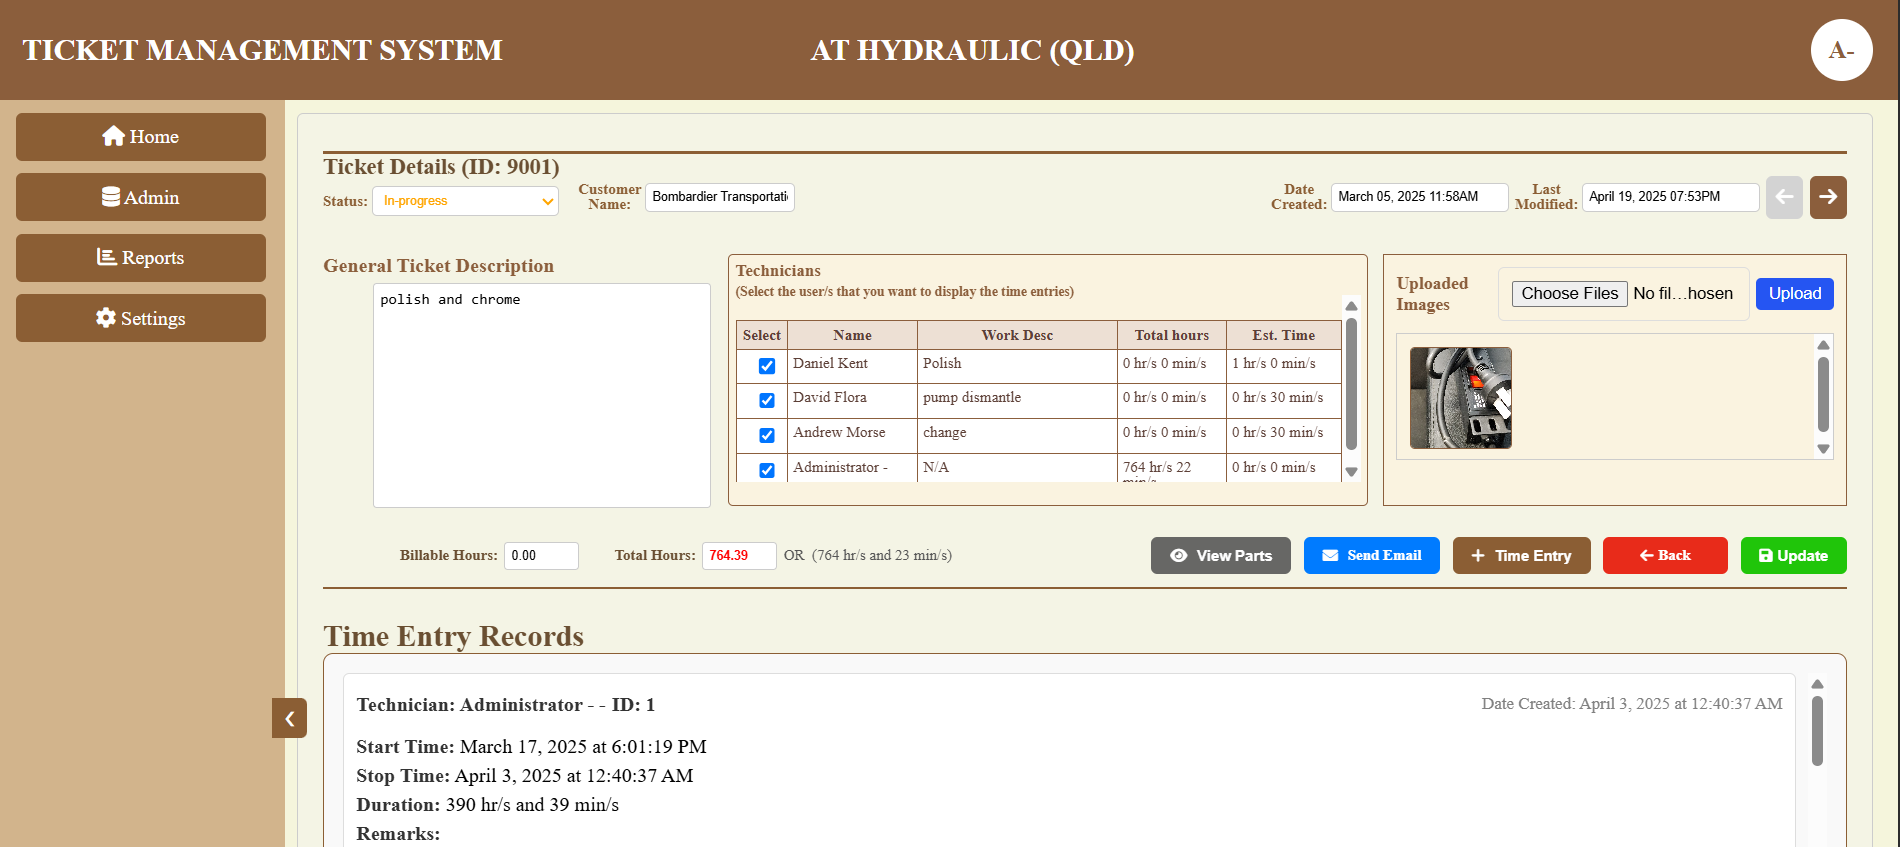 TICKET MANAGEMENT SYSTEM
AT HYDRAULIC (QLD)
A-
Home
Admin
Reports
Settings
Ticket Details (ID: 9001)
Status: In-progress
Customer Name: Bombardier Transportati
Date Created: March 05, 2025 11:58AM
Last Modified: April 19, 2025 07:53PM
General Ticket Description
polish and chrome
Technicians
(Select the user/s that you want to display the time entries)
Select Name Work Desc Total hours Est. Time
Daniel Kent Polish 0 hr/s 0 min/s 1 hr/s 0 min/s
David Flora pump dismantle 0 hr/s 0 min/s 0 hr/s 30 min/s
Andrew Morse change 0 hr/s 0 min/s 0 hr/s 30 min/s
Administrator - N/A 764 hr/s 22 min/s 0 hr/s 0 min/s
Uploaded Images
Choose Files No fil...hosen
Upload
Billable Hours: 0.00
Total Hours: 764.39 OR (764 hr/s and 23 min/s)
View Parts
Send Email
Time Entry
Back
Update
Time Entry Records
Technician: Administrator - - ID: 1
Date Created: April 3, 2025 at 12:40:37 AM
Start Time: March 17, 2025 at 6:01:19 PM
Stop Time: April 3, 2025 at 12:40:37 AM
Duration: 390 hr/s and 39 min/s
Remarks: